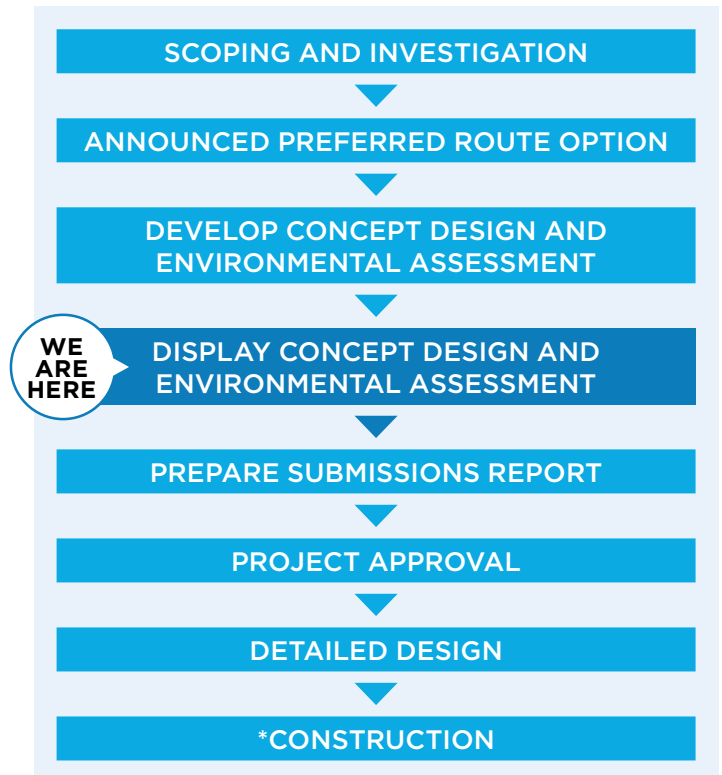 SCOPING AND INVESTIGATION
ANNOUNCED PREFERRED ROUTE OPTION
DEVELOP CONCEPT DESIGN AND
ENVIRONMENTAL ASSESSMENT
WE
ARE
HERE
DISPLAY CONCEPT DESIGN AND
ENVIRONMENTAL ASSESSMENT
PREPARE SUBMISSIONS REPORT
PROJECT APPROVAL
DETAILED DESIGN
*CONSTRUCTION